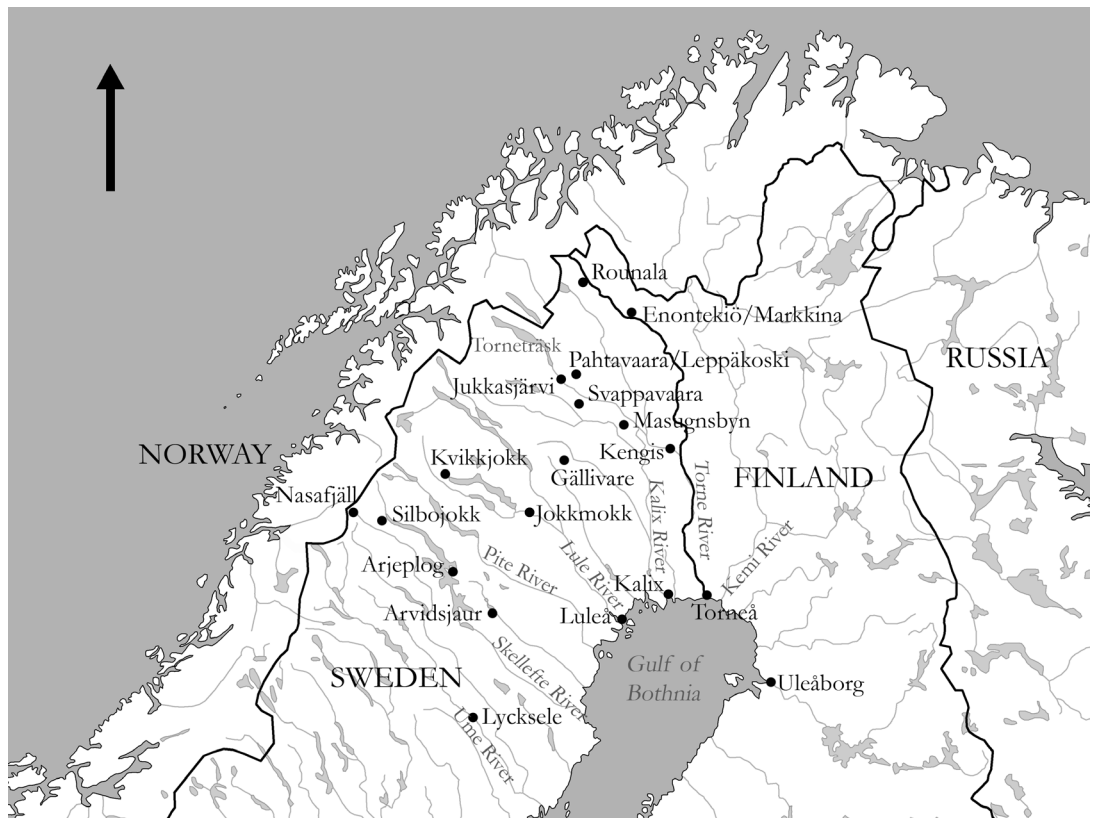 Rounala
Enontekiö/Markkina
Torneträsk
Pahtavaara/Leppäkoski
RUSSIA
Jukkasjärvi
Svappavaara
Masugnsbyn
NORWAY
Kengis
Kvikkjokk
Gällivare
FINLAND
Torne River
Kalix River
Nasafjäll
Silbojokk
Jokkmokk
Kemi River
Arjeplog
Pite River
Lule River
Kalix
Torneå
Arvidsjaur
Luleå
Skellefte River
Gulf of
Bothnia
SWEDEN
Uleåborg
Lycksele
Ume River